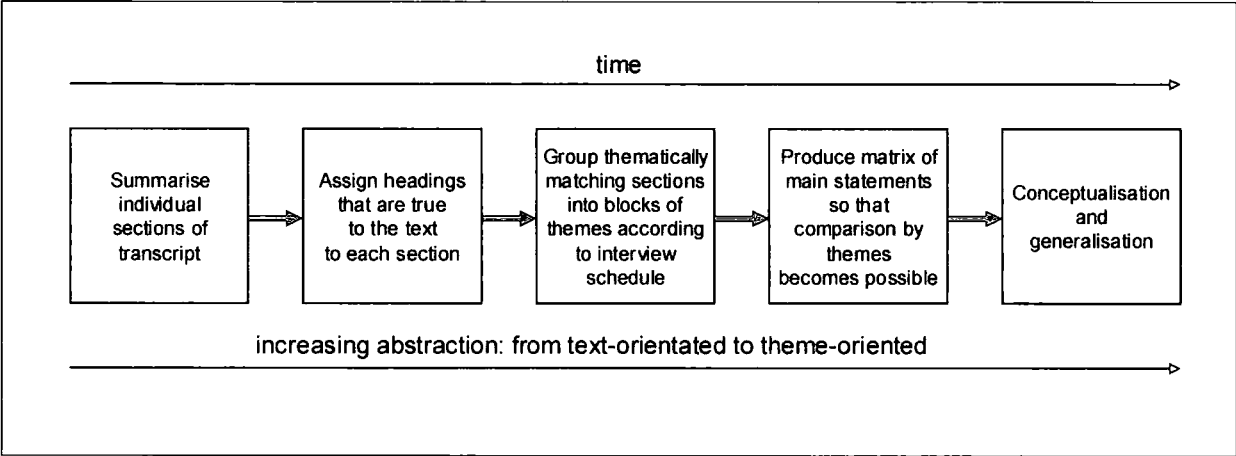 time
Summarise
individual
sections of
transcript
Assign headings
that are true
to the text
to each section
Group thematically
matching sections
into blocks of
themes according
to interview
schedule
Produce matrix of
main statements
so that
comparison by
themes
becomes possible
Conceptualisation
and
generalisation
increasing abstraction: from text-orientated to theme-oriented